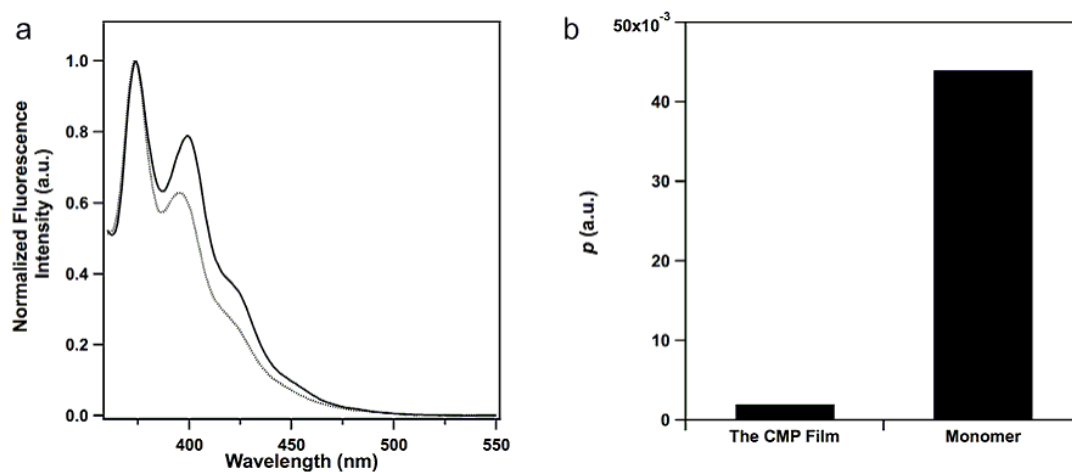 a
Normalized Fluorescence
Intensity (a.u.)
1.0
0.8
0.6
0.4
0.2
0.0
400
450
500
550
Wavelength (nm)
b
p (a.u.)
50x10⁻³
40
30
20
10
0
The CMP Film
Monomer